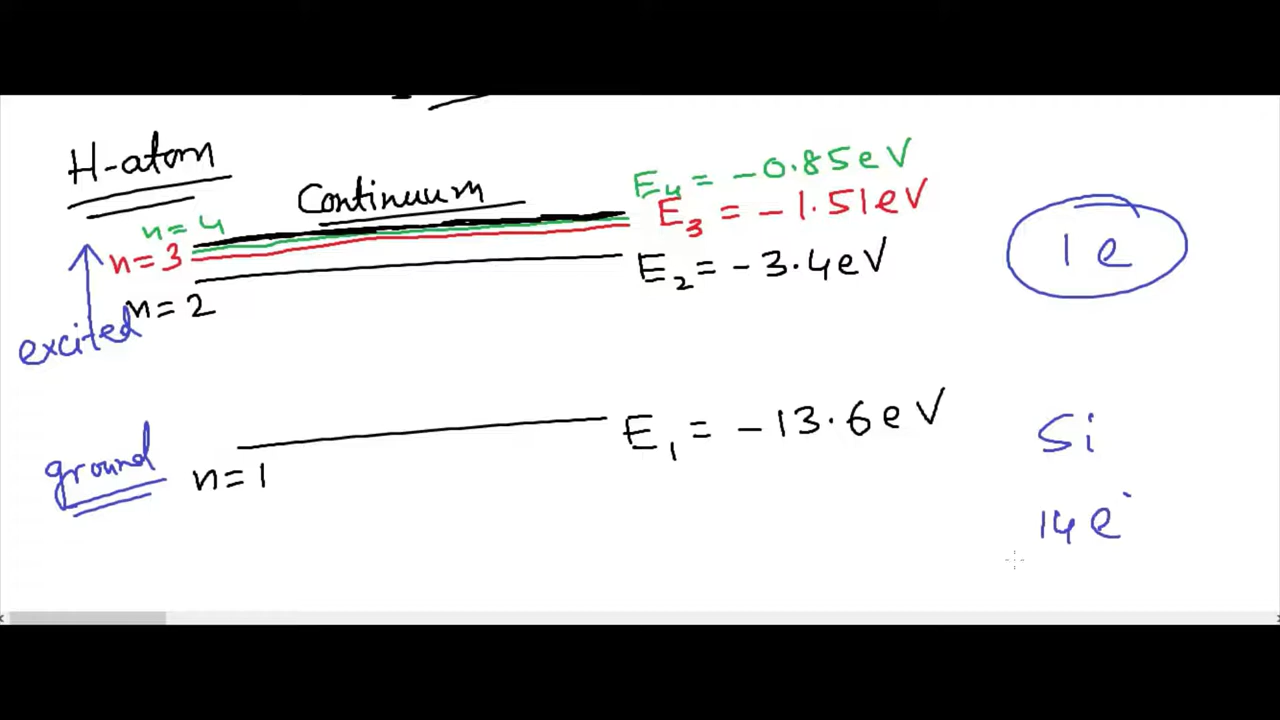 H-atom
Continuum
E4 = -0.85eV
n=4
E3 = -1.51eV
n=3
1e
E2 = -3.4eV
n=2
excited
E1 = -13.6eV
Si
ground
n=1
14e-